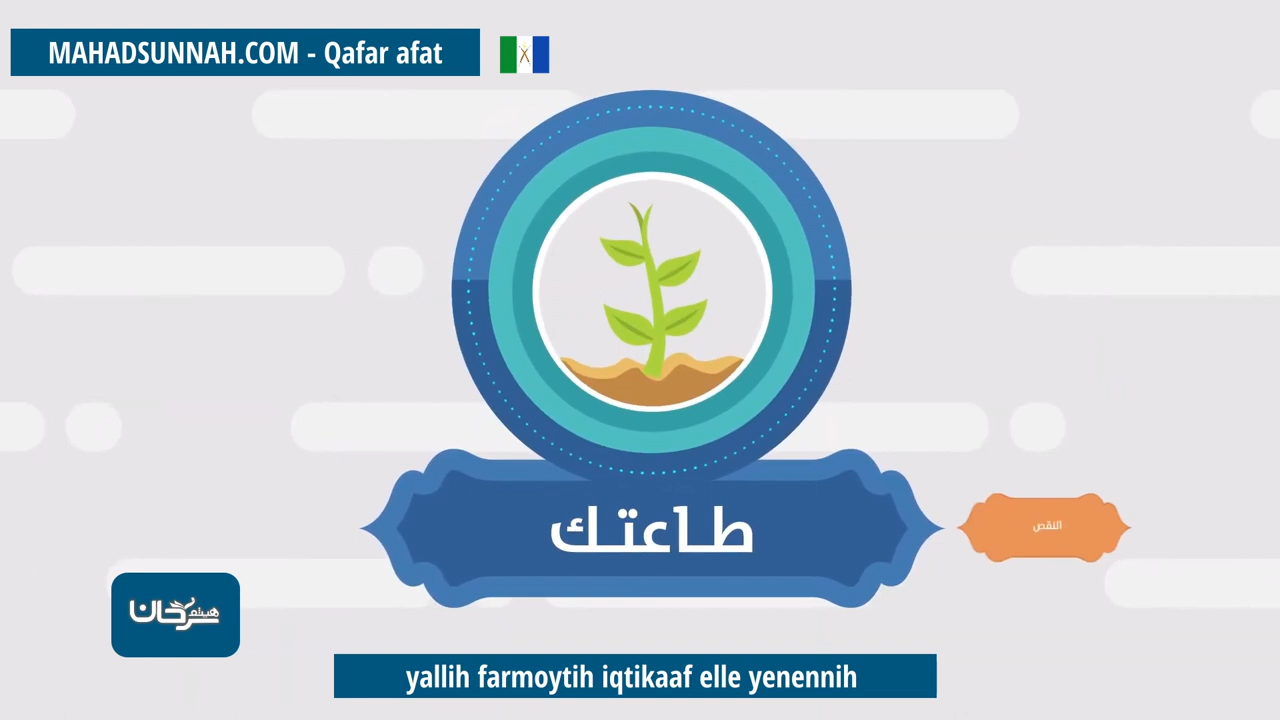 MAHADSUNNAH.COM - Qafar afat
طاعتك
النقص
هيثم
سرحان
yallih farmoytih iqtikaaf elle yenennih